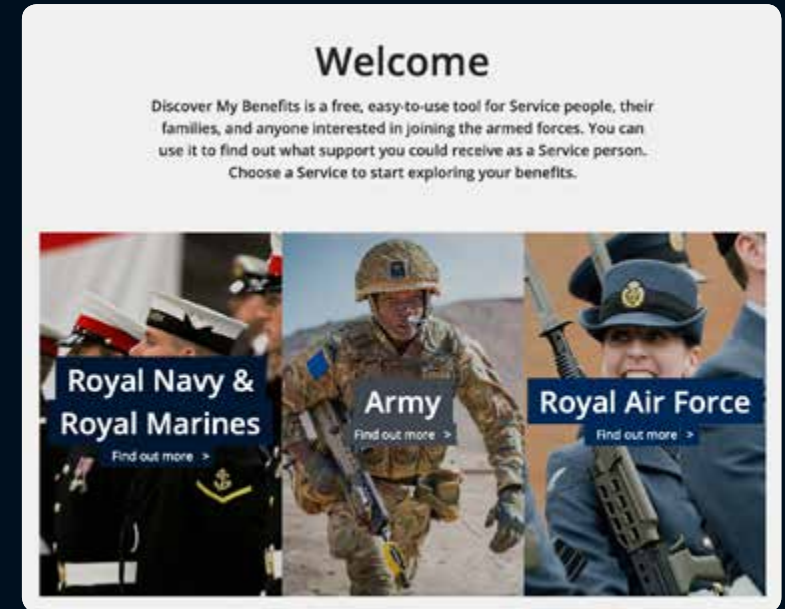 Welcome
Discover My Benefits is a free, easy-to-use tool for Service people, their
families, and anyone interested in joining the armed forces. You can
use it to find out what support you could receive as a Service person.
Choose a Service to start exploring your benefits.
Royal Navy &
Royal Marines
Find out more >
Army
Find out more >
Royal Air Force
Find out more >